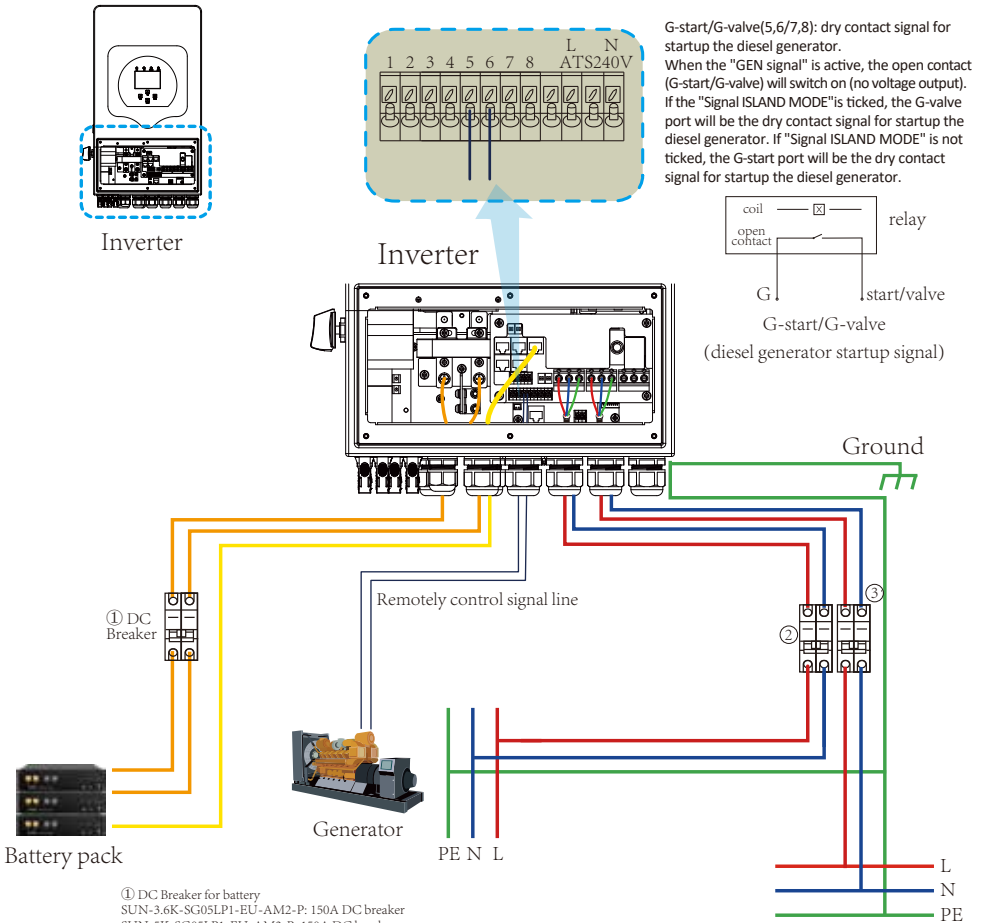 G-start/G-valve(5,6/7,8): dry contact signal for
startup the diesel generator.
When the "GEN signal" is active, the open contact
(G-start/G-valve) will switch on (no voltage output).
If the "Signal ISLAND MODE"is ticked, the G-valve
port will be the dry contact signal for startup the
diesel generator. If "Signal ISLAND MODE" is not
ticked, the G-start port will be the dry contact
signal for startup the diesel generator.
L N
1 2 3 4 5 6 7 8 ATS240V
Inverter
coil
X
open
contact
relay
G
start/valve
G-start/G-valve
(diesel generator startup signal)
Inverter
Ground
① DC
Breaker
Remotely control signal line
②
③
Battery pack
Generator
PE N L
L
N
PE
① DC Breaker for battery
SUN-3.6K-SG05LP1-EU-AM2-P: 150A DC breaker